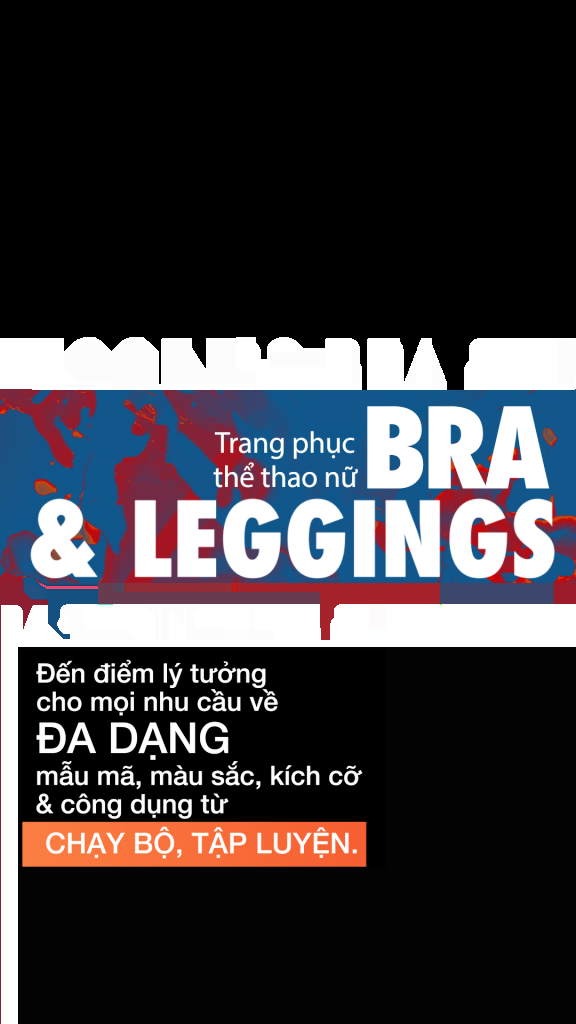 Trang phục
thể thao nữ
BRA
& LEGGINGS
Đến điểm lý tưởng
cho mọi nhu cầu về
ĐA DẠNG
mẫu mã, màu sắc, kích cỡ
& công dụng từ
CHẠY BỘ, TẬP LUYỆN.